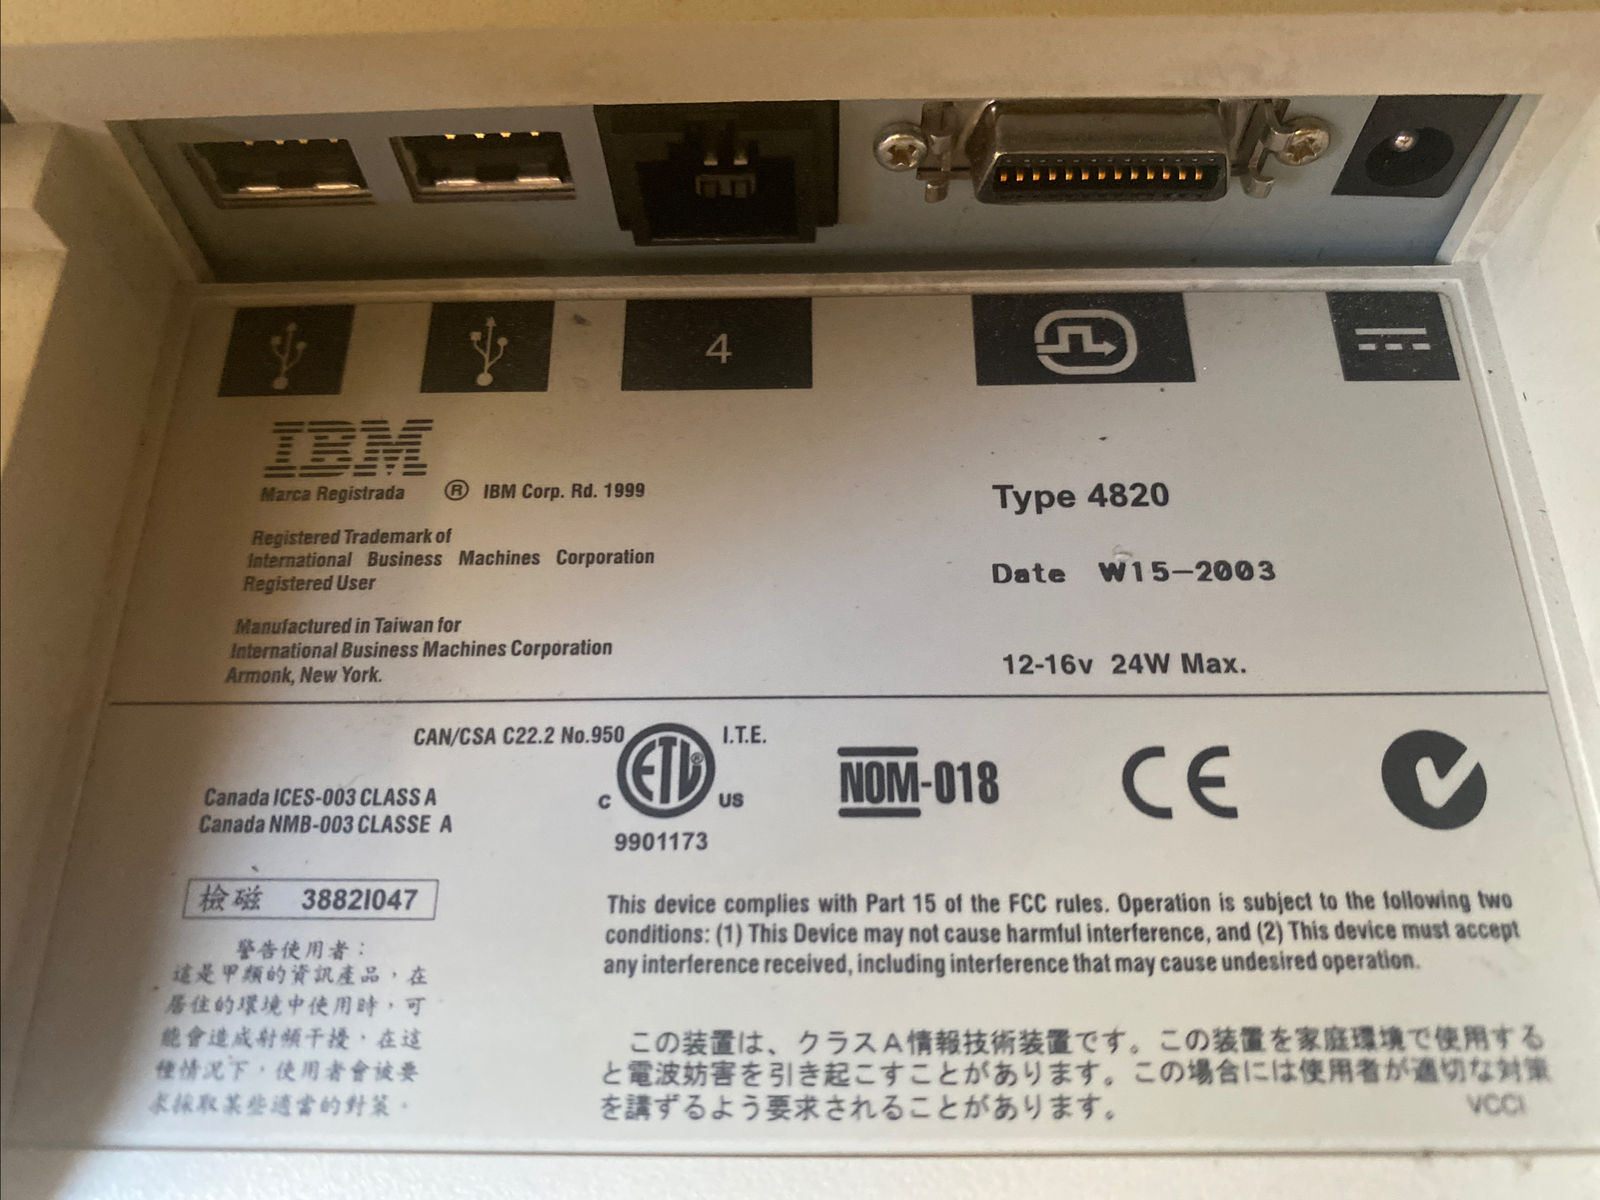 4
IBM
Marca Registrada ® IBM Corp. Rd. 1999
Registered Trademark of
International Business Machines Corporation
Registered User
Manufactured in Taiwan for
International Business Machines Corporation
Armonk, New York.
Type 4820
Date W15-2003
12-16v 24W Max.
CAN/CSA C22.2 No.950
I.T.E.
ETL®
C US
9901173
Canada ICES-003 CLASS A
Canada NMB-003 CLASSE A
NOM-018
CE
檢磁 3882I047
警告使用者：
這是甲類的資訊產品，在
居住的環境中使用時，可
能會造成射頻干擾，在這
種情況下，使用者會被要
求採取某些適當的對策。
This device complies with Part 15 of the FCC rules. Operation is subject to the following two
conditions: (1) This Device may not cause harmful interference, and (2) This device must accept
any interference received, including interference that may cause undesired operation.
この装置は、クラスA情報技術装置です。この装置を家庭環境で使用する
と電波妨害を引き起こすことがあります。この場合には使用者が適切な対策
を講ずるよう要求されることがあります。
VCCI